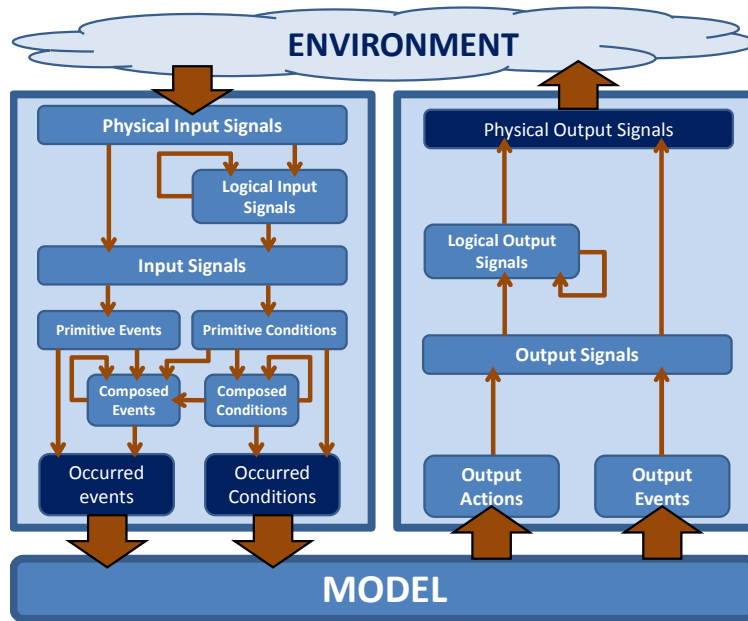 ENVIRONMENT
Physical Input Signals
Logical Input
Signals
Input Signals
Primitive Events
Primitive Conditions
Composed
Events
Composed
Conditions
Occurred
events
Occurred
Conditions
Physical Output Signals
Logical Output
Signals
Output Signals
Output
Actions
Output
Events
MODEL